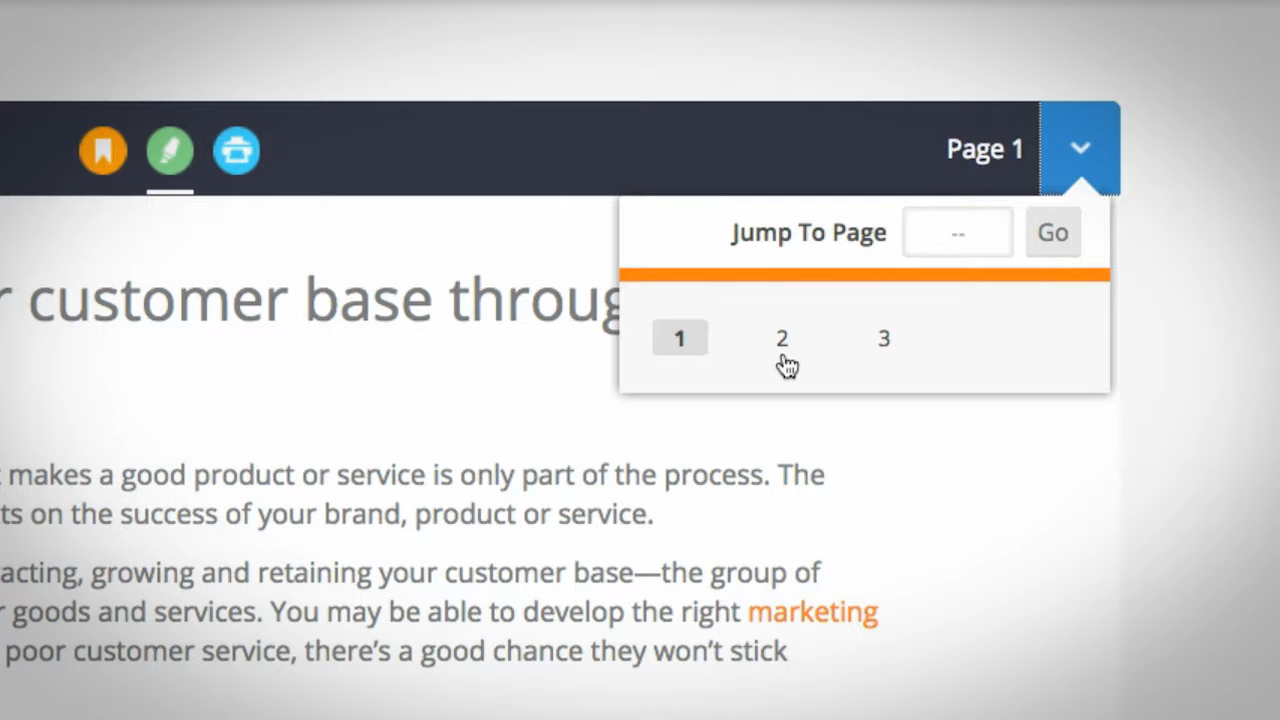 Page 1
Jump To Page -- Go
customer base throug
1 2 3
makes a good product or service is only part of the process. The
ts on the success of your brand, product or service.
acting, growing and retaining your customer base—the group of
goods and services. You may be able to develop the right marketing
poor customer service, there's a good chance they won't stick